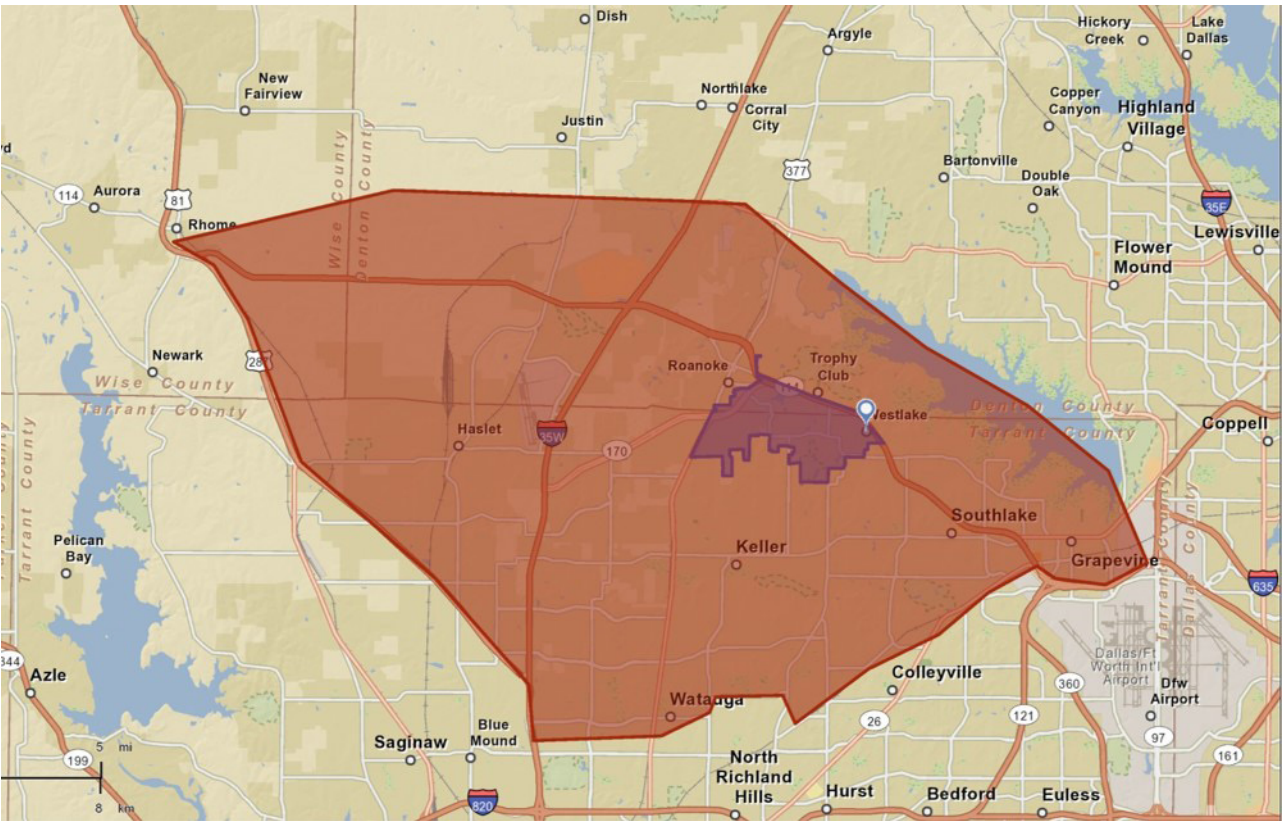 Dish
Hickory
Creek
Lake
Dallas
Argyle
New
Fairview
Northlake
Corral
City
Copper
Canyon
Highland
Village
Justin
377
Bartonville
Double
Oak
114
Aurora
81
Rhome
Wise County
Denton County
35E
Lewisville
Flower
Mound
Newark
287
Wise County
Tarrant County
Roanoke
Trophy
Club
114
Westlake
Denton County
Tarrant County
Coppell
Haslet
35W
170
Tarrant County
Southlake
Keller
Grapevine
Pelican
Bay
Tarrant County
Dallas County
635
344
Azle
Dallas/Ft
Worth Int'l
Airport
Dfw
Airport
Colleyville
360
Watauga
26
121
97
161
Saginaw
Blue
Mound
5 mi
199
8 km
820
North
Richland
Hills
Hurst
Bedford
Euless